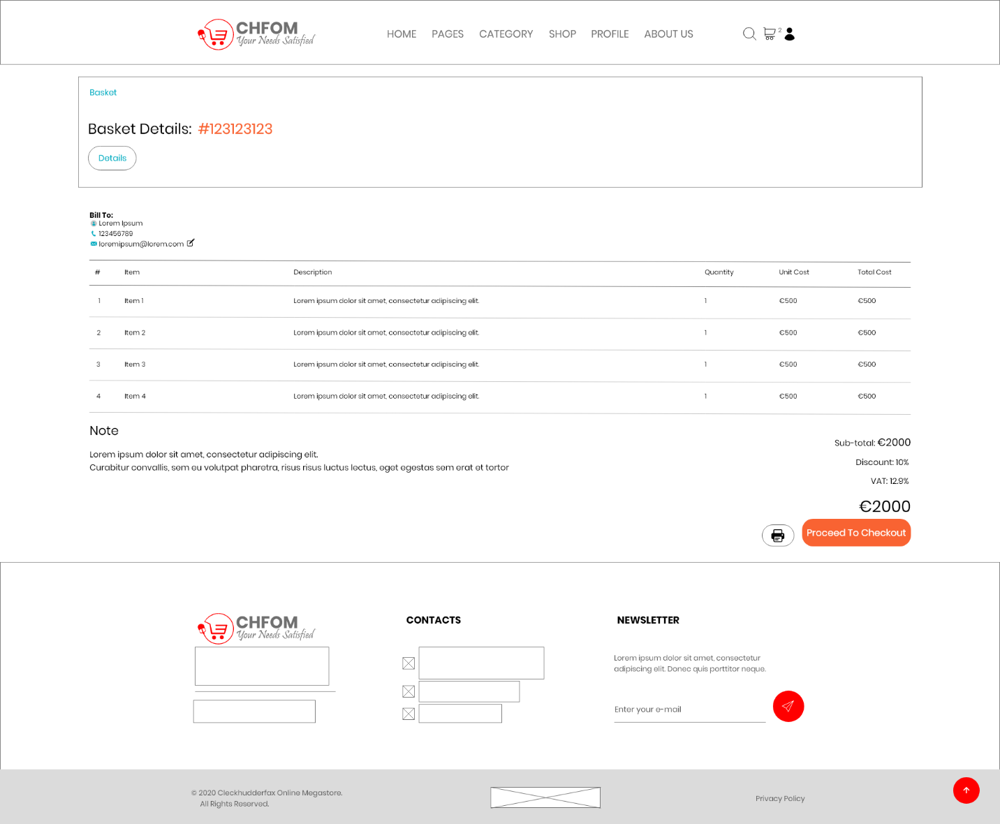 CHFOM
Your Needs Satisfied
HOME PAGES CATEGORY SHOP PROFILE ABOUT US
2
Basket
Basket Details: #123123123
Details
Bill To:
Lorem Ipsum
123456789
loremipsum@lorem.com
# Item Description Quantity Unit Cost Total Cost
1 Item 1 Lorem ipsum dolor sit amet, consectetur adipiscing elit. 1 €500 €500
2 Item 2 Lorem ipsum dolor sit amet, consectetur adipiscing elit. 1 €500 €500
3 Item 3 Lorem ipsum dolor sit amet, consectetur adipiscing elit. 1 €500 €500
4 Item 4 Lorem ipsum dolor sit amet, consectetur adipiscing elit. 1 €500 €500
Note
Lorem ipsum dolor sit amet, consectetur adipiscing elit.
Curabitur convallis, sem eu volutpat pharetra, risus risus luctus lectus, eget egestas sem erat et tortor
Sub-total: €2000
Discount: 10%
VAT: 12.9%
€2000
Proceed To Checkout
CHFOM
Your Needs Satisfied
CONTACTS
NEWSLETTER
Lorem ipsum dolor sit amet, consectetur
adipiscing elit. Donec quis porttitor neque.
Enter your e-mail
© 2020 Cleckhudderfax Online Megastore.
All Rights Reserved.
Privacy Policy